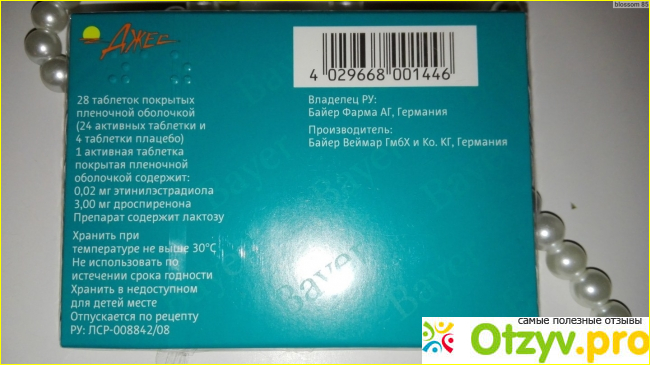 blossom 85
Джес
4 029668 001446
28 таблеток покрытых
пленочной оболочкой
(24 активных таблетки и
4 таблетки плацебо)
1 активная таблетка
покрытая пленочной
оболочкой содержит:
0,02 мг этинилэстрадиола
3,00 мг дроспиренона
Препарат содержит лактозу
Хранить при
температуре не выше 30°C
Не использовать по
истечении срока годности
Хранить в недоступном
для детей месте
Отпускается по рецепту
РУ: ЛСР-008842/08
Владелец РУ:
Байер Фарма АГ, Германия
Производитель:
Байер Веймар ГмбХ и Ко. КГ, Германия
Bayer
Bayer
Bayer
Bayer
самые полезные отзывы
Otzyv.pro